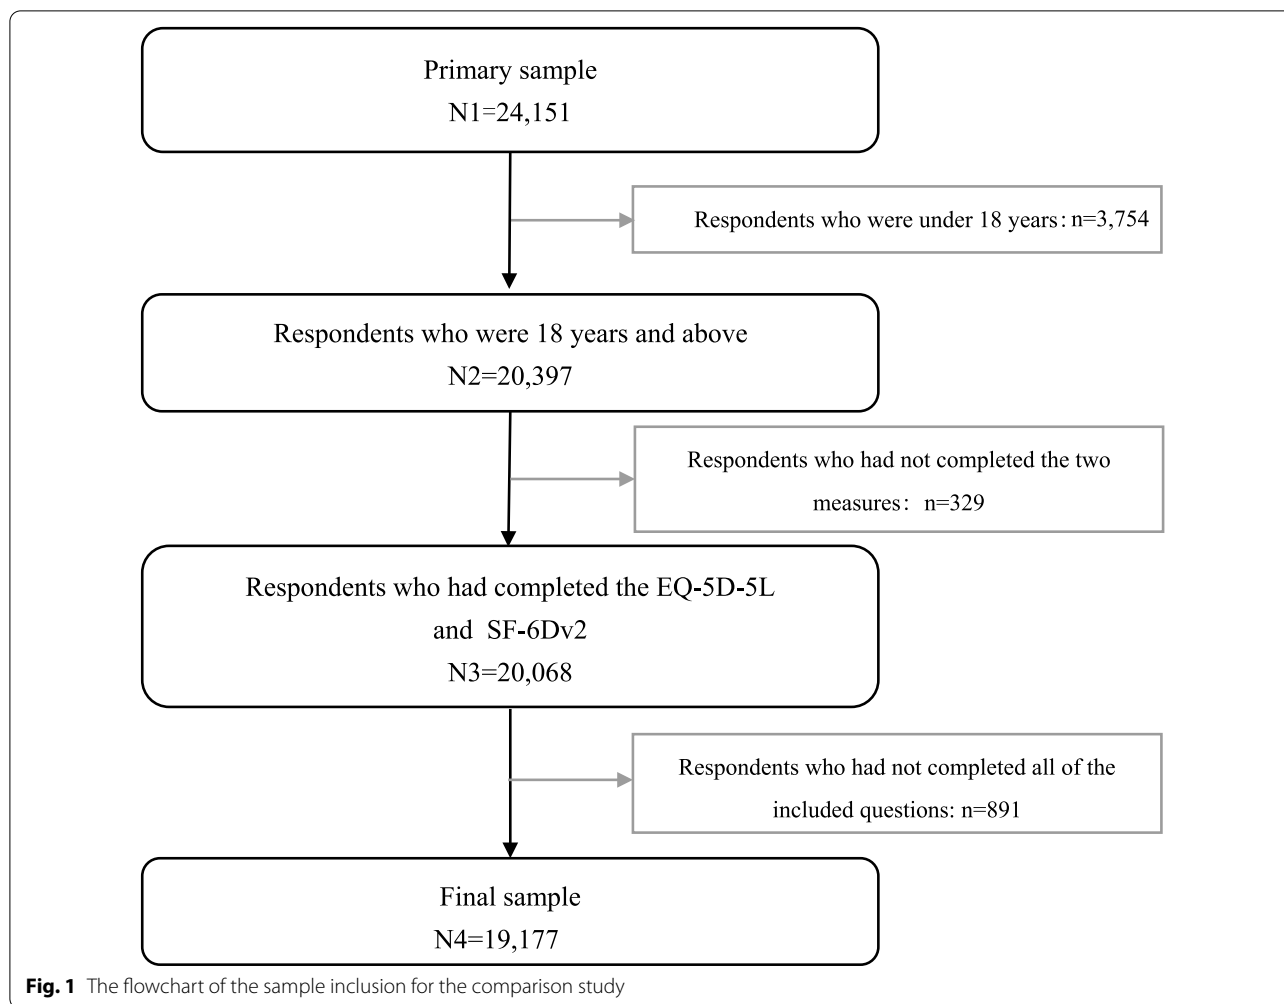 Primary sample
N1=24,151
Respondents who were under 18 years: n=3,754
Respondents who were 18 years and above
N2=20,397
Respondents who had not completed the two
measures: n=329
Respondents who had completed the EQ-5D-5L
and SF-6Dv2
N3=20,068
Respondents who had not completed all of the
included questions: n=891
Final sample
N4=19,177
Fig. 1 The flowchart of the sample inclusion for the comparison study